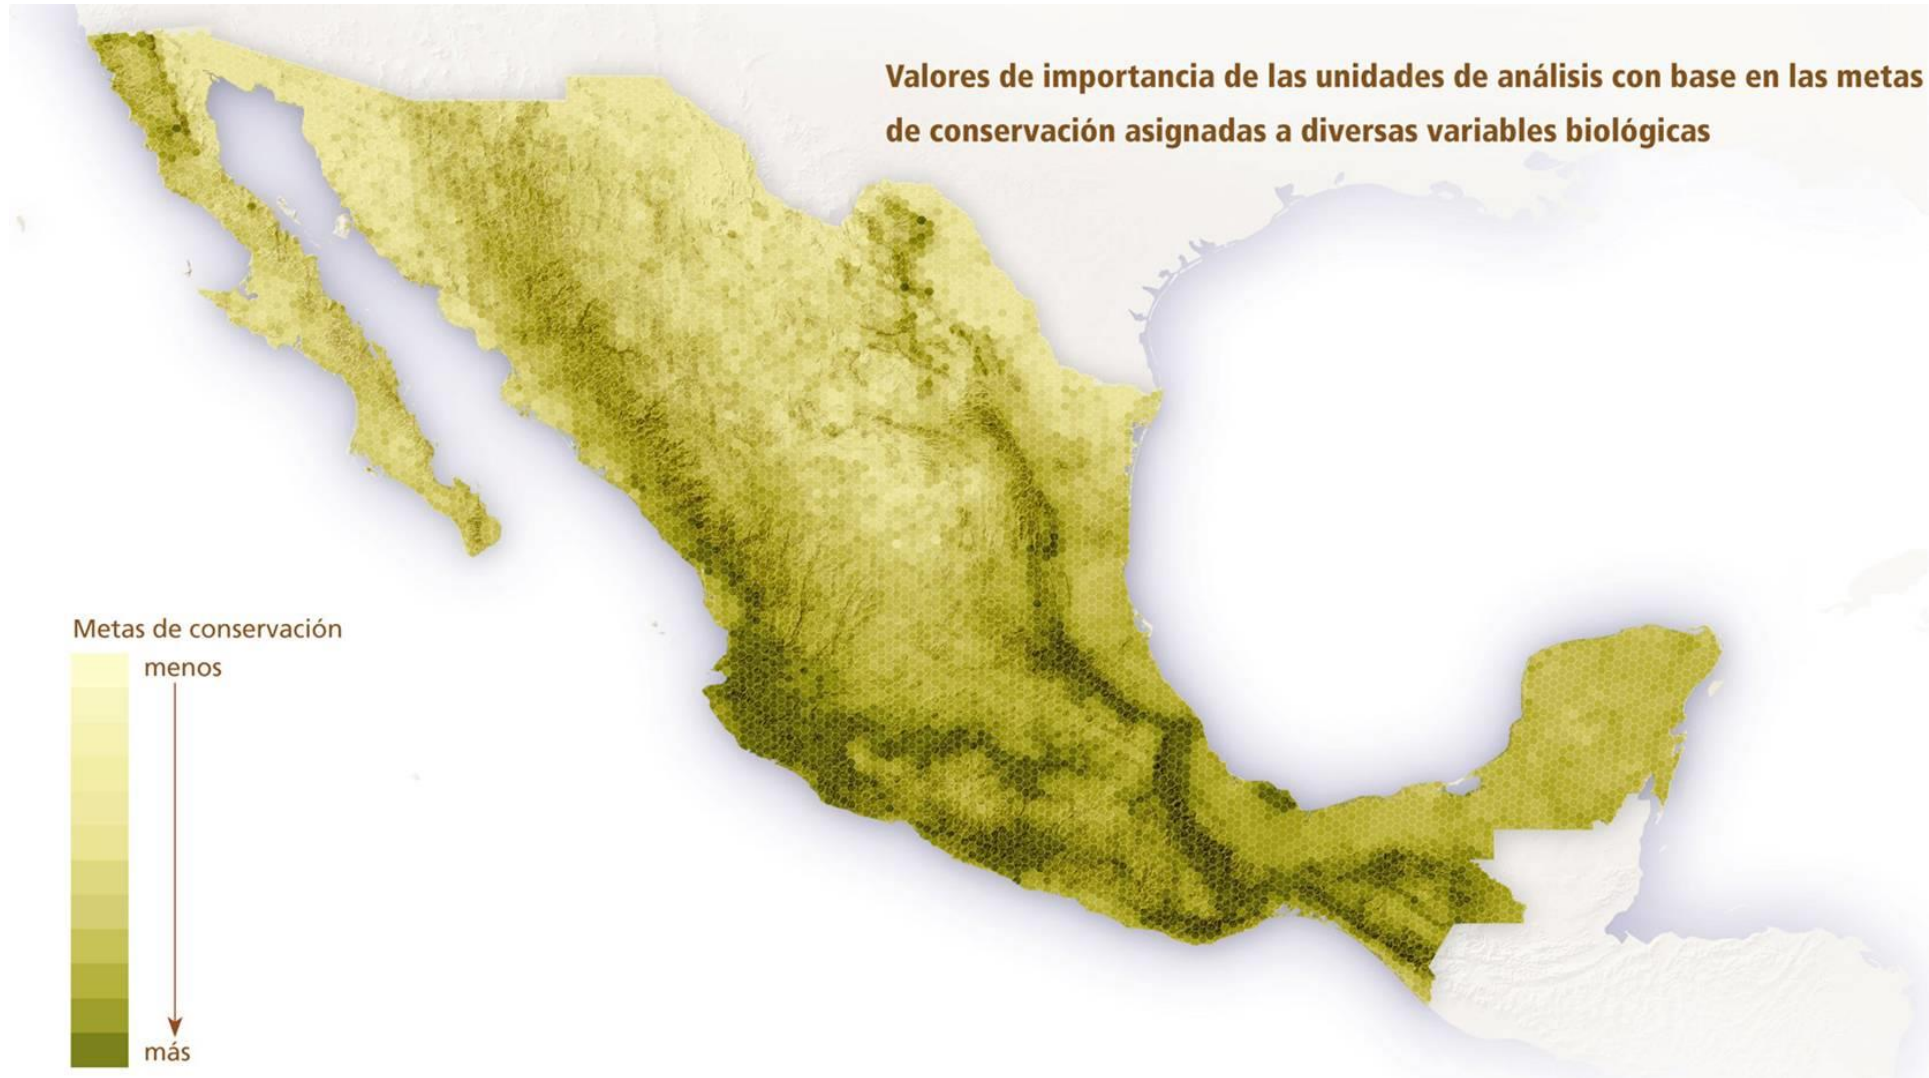 Valores de importancia de las unidades de análisis con base en las metas
de conservación asignadas a diversas variables biológicas
Metas de conservación
menos
más